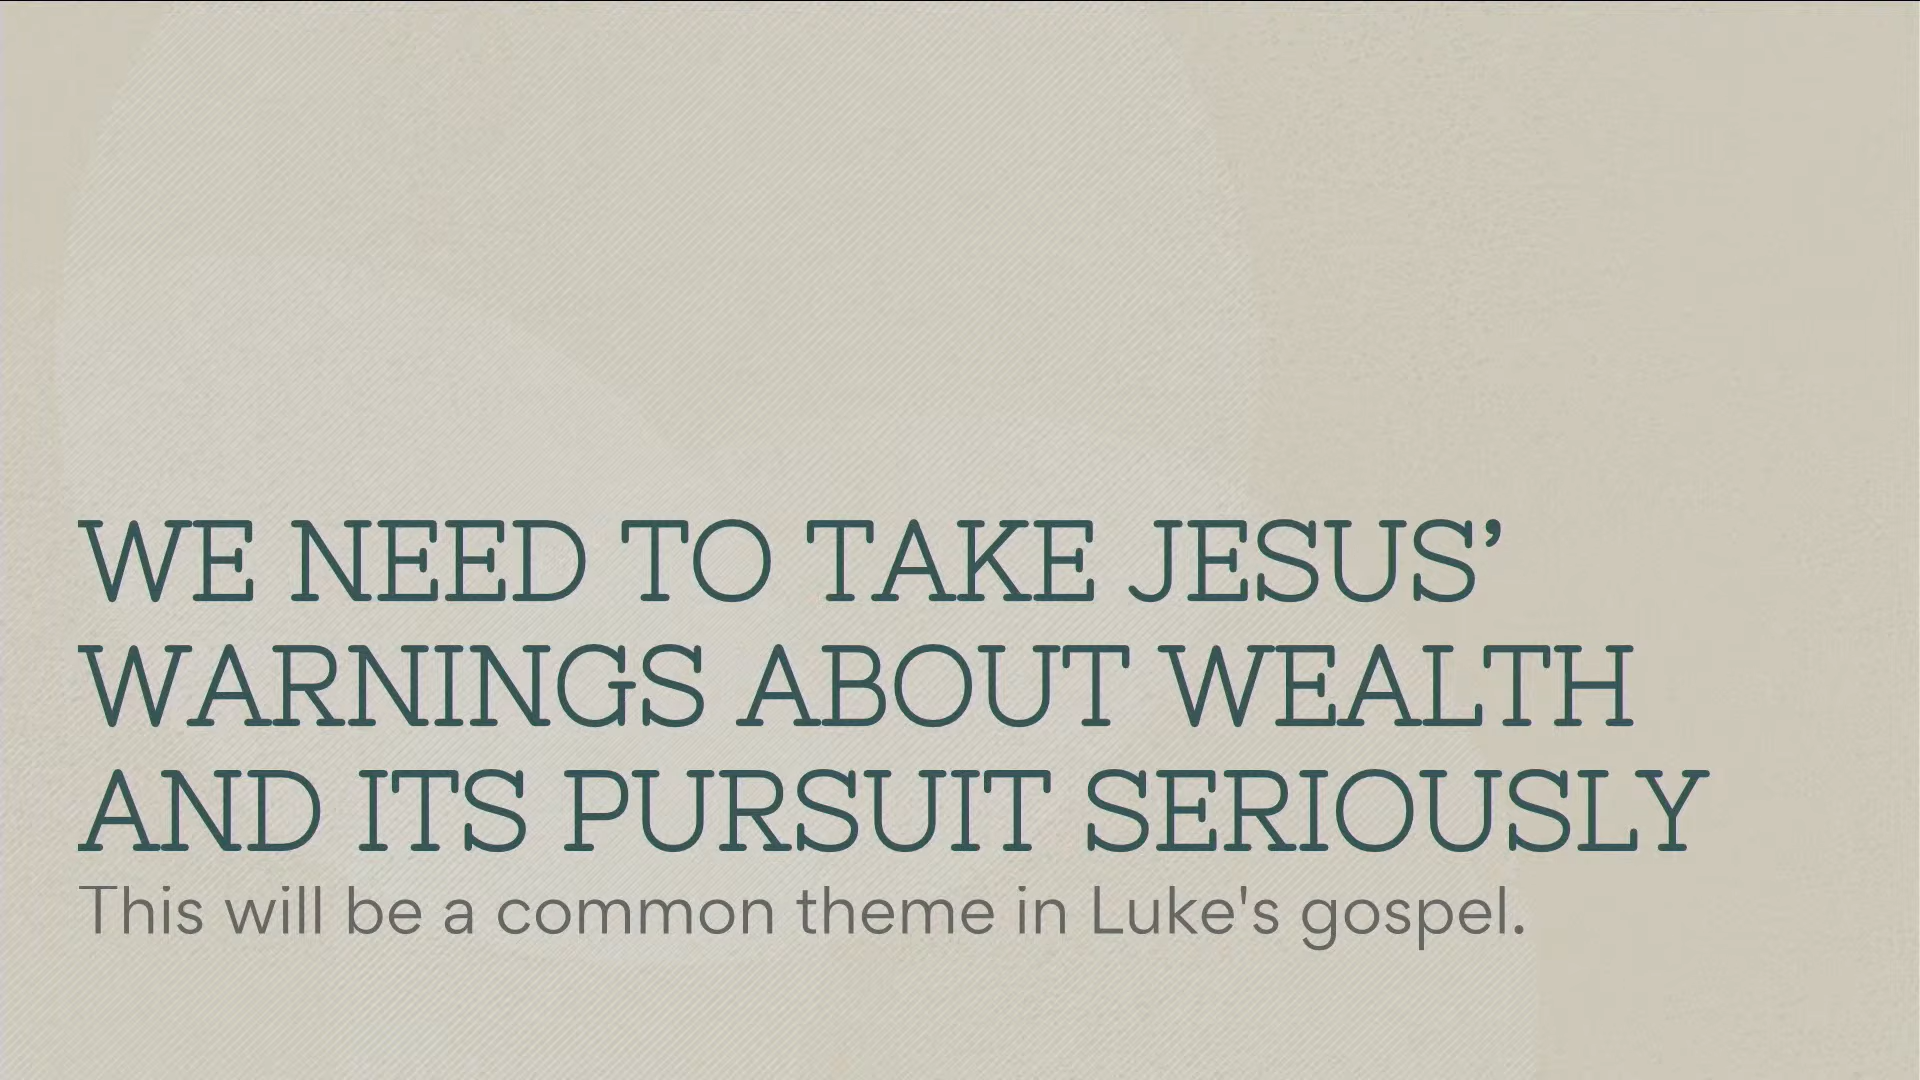 WE NEED TO TAKE JESUS’
WARNINGS ABOUT WEALTH
AND ITS PURSUIT SERIOUSLY
This will be a common theme in Luke's gospel.